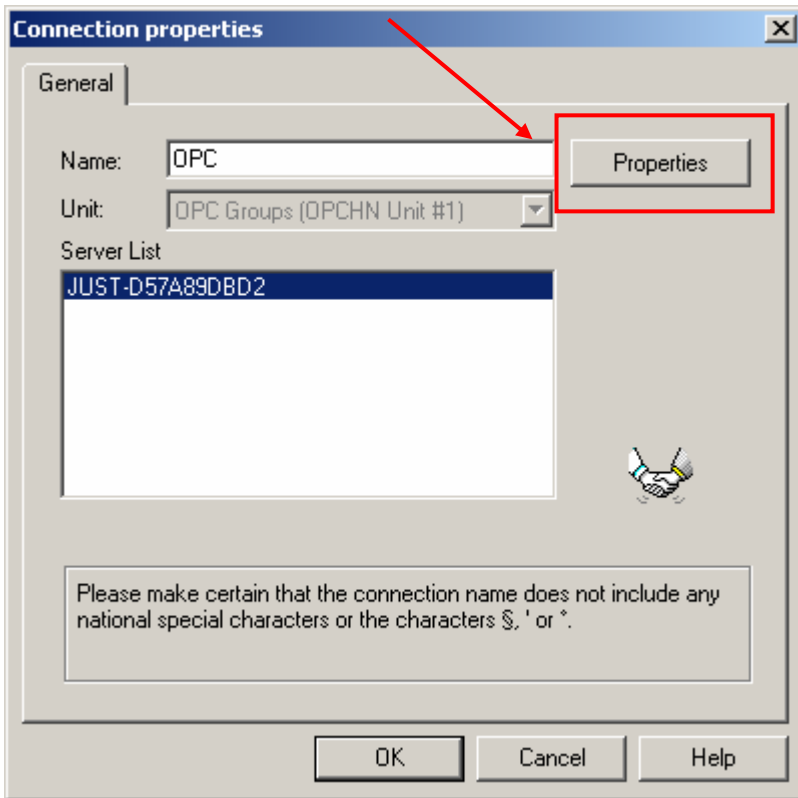 Connection properties
General
Name: OPC Properties
Unit: OPC Groups (OPCHN Unit #1)
Server List
JUST-D57A89DBD2
Please make certain that the connection name does not include any
national special characters or the characters §, ' or *.
OK Cancel Help